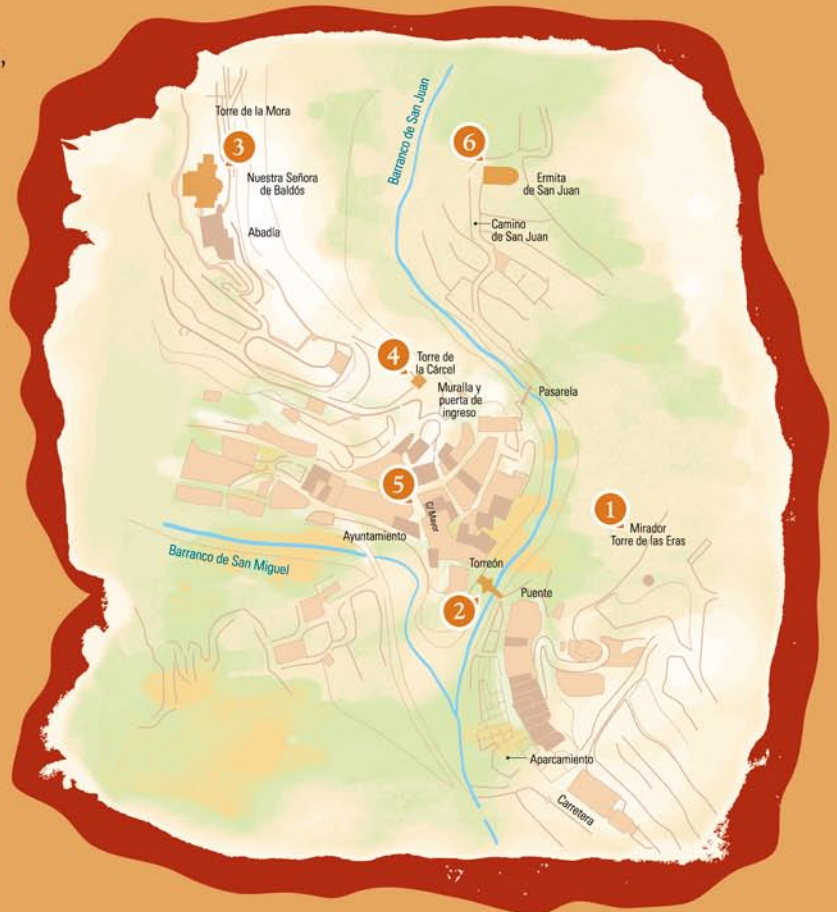 ,
Torre de la Mora
3
Nuestra Señora
de Baldós
Abadía
Barranco de San Juan
6
Ermita
de San Juan
Camino
de San Juan
4
Torre de
la Cárcel
Muralla y
puerta de
ingreso
Pasarela
5
C/ Mayor
1
Mirador
Torre de las Eras
Ayuntamiento
Barranco de San Miguel
Torreón
2
Puente
Aparcamiento
Carretera